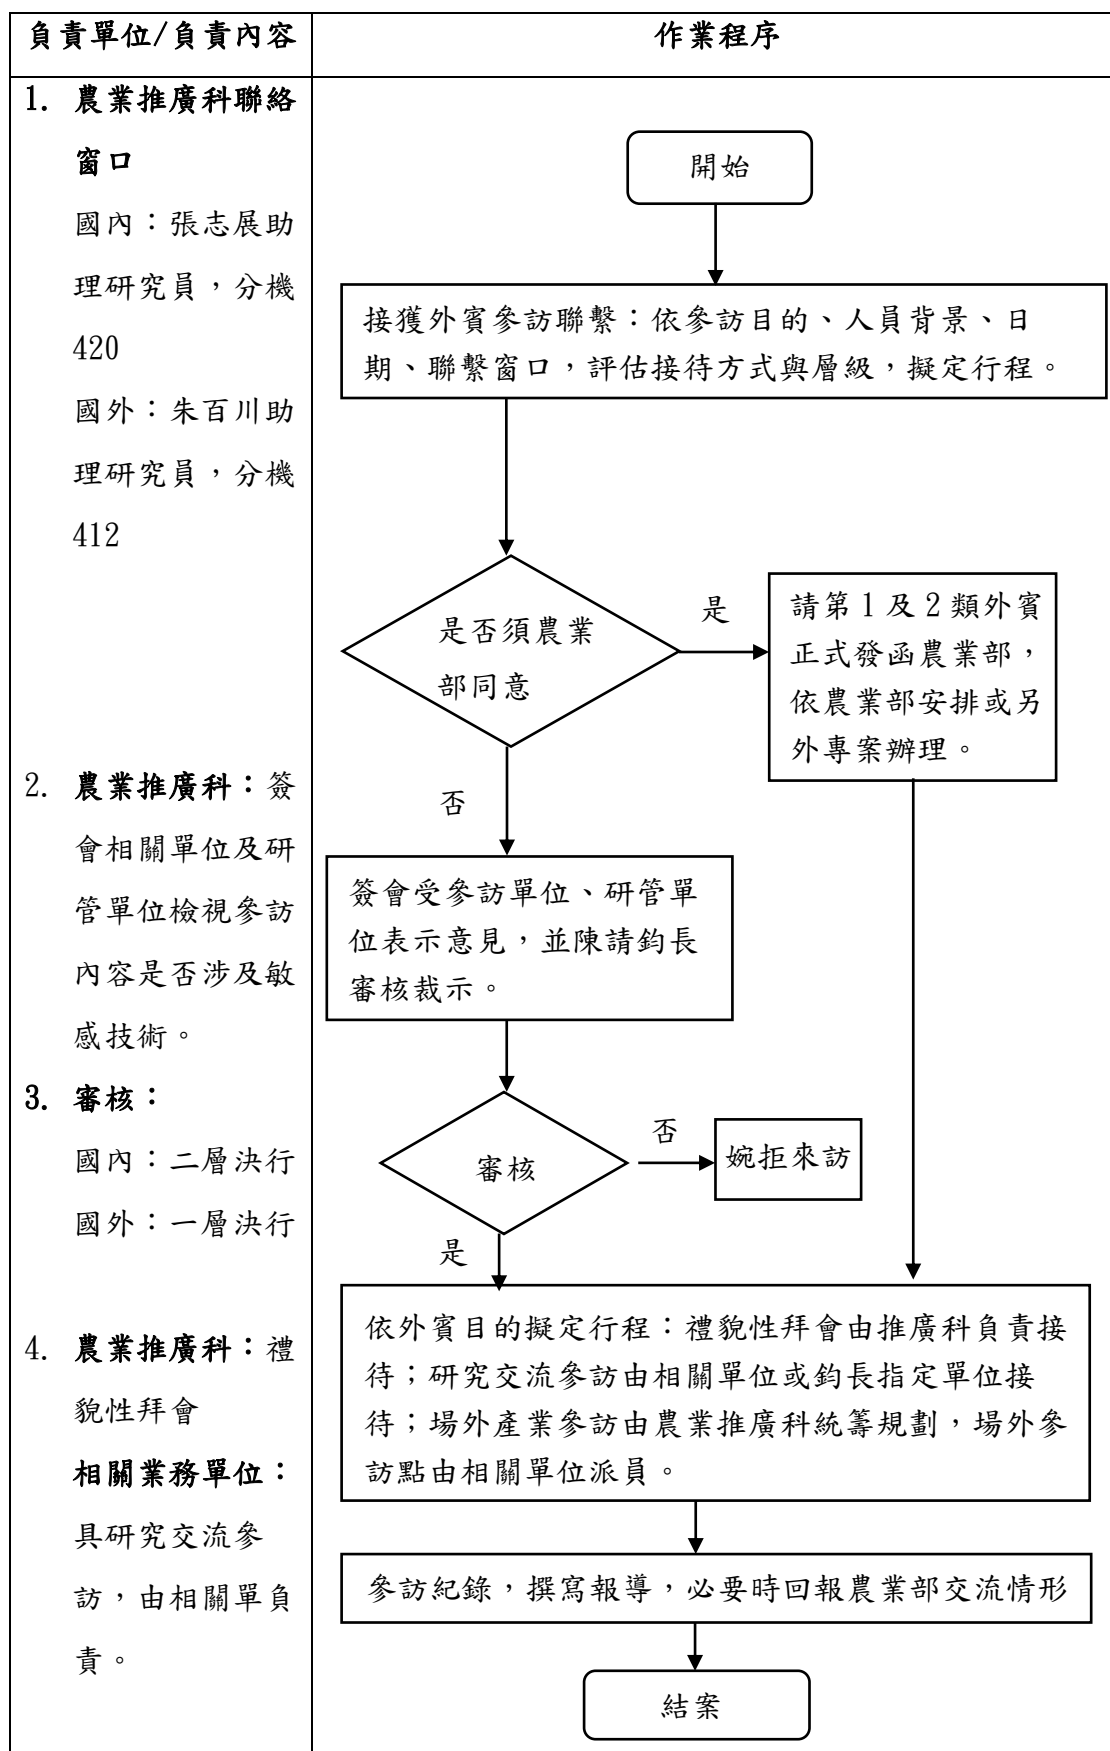 負責單位/負責內容
作業程序
1. 農業推廣科聯絡
窗口
國內：張志展助
理研究員，分機
420
國外：朱百川助
理研究員，分機
412
2. 農業推廣科：簽
會相關單位及研
管單位檢視參訪
內容是否涉及敏
感技術。
3. 審核：
國內：二層決行
國外：一層決行
4. 農業推廣科：禮
貌性拜會
相關業務單位：
具研究交流參
訪，由相關單負
責。
開始
接獲外賓參訪聯繫：依參訪目的、人員背景、日
期、聯繫窗口，評估接待方式與層級，擬定行程。
是否須農業
部同意
是
請第1及2類外賓
正式發函農業部，
依農業部安排或另
外專案辦理。
否
簽會受參訪單位、研管單
位表示意見，並陳請鈞長
審核裁示。
審核
否
婉拒來訪
是
依外賓目的擬定行程：禮貌性拜會由推廣科負責接
待；研究交流參訪由相關單位或鈞長指定單位接
待；場外產業參訪由農業推廣科統籌規劃，場外參
訪點由相關單位派員。
參訪紀錄，撰寫報導，必要時回報農業部交流情形
結案